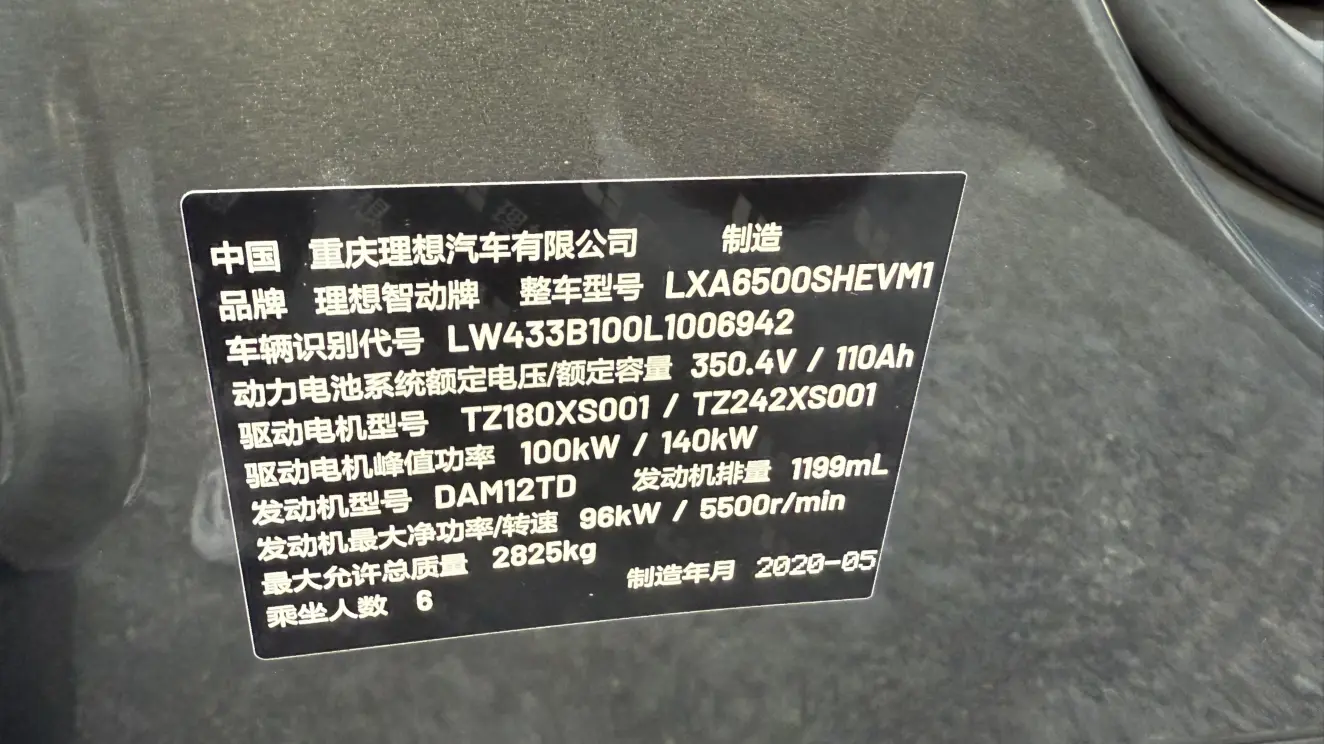 中国 重庆理想汽车有限公司 制造
品牌 理想智动牌 整车型号 LXA6500SHEVM1
车辆识别代号 LW433B100L1006942
动力电池系统额定电压/额定容量 350.4V / 110Ah
驱动电机型号 TZ180XS001 / TZ242XS001
驱动电机峰值功率 100kW / 140kW
发动机型号 DAM12TD 发动机排量 1199mL
发动机最大净功率/转速 96kW / 5500r/min
最大允许总质量 2825kg
乘坐人数 6 制造年月 2020-05